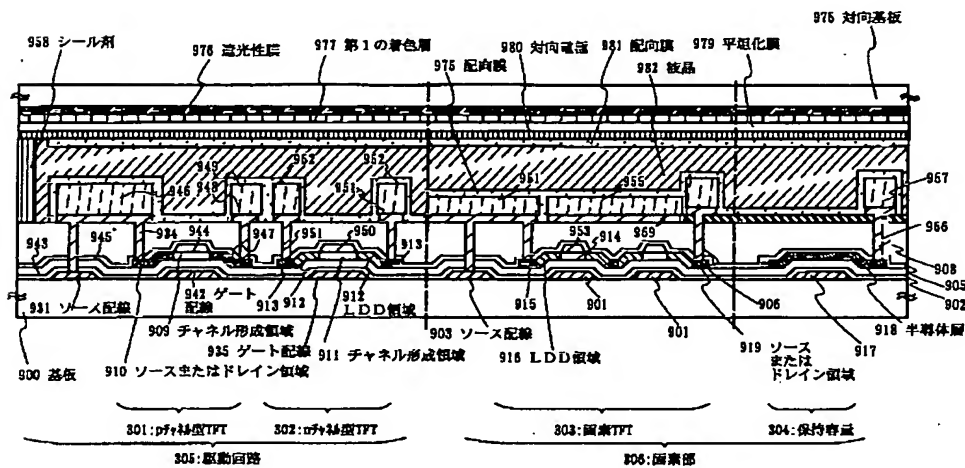 975 対向基板
958 シール剤
976 遮光性膜
977 第1の着色層
980 対向電極
981 配向膜
979 平坦化膜
975 配向膜
982 液晶
949
948
952
952
946
951
951
955
957
934
944
947
951
950
953
914
959
956
943
945
913
908
905
902
931 ソース配線
942 ゲート配線
913
912
912
LDD領域
915
901
901
906
909 チャネル形成領域
903 ソース配線
918
半導体層
935 ゲート配線
911 チャネル形成領域
916 LDD領域
919 ソースまたはドレイン領域
917
900 基板
910 ソースまたはドレイン領域
301:pチャネル型TFT
302:nチャネル型TFT
303:画素TFT
304:保持容量
305:駆動回路
306:画素部